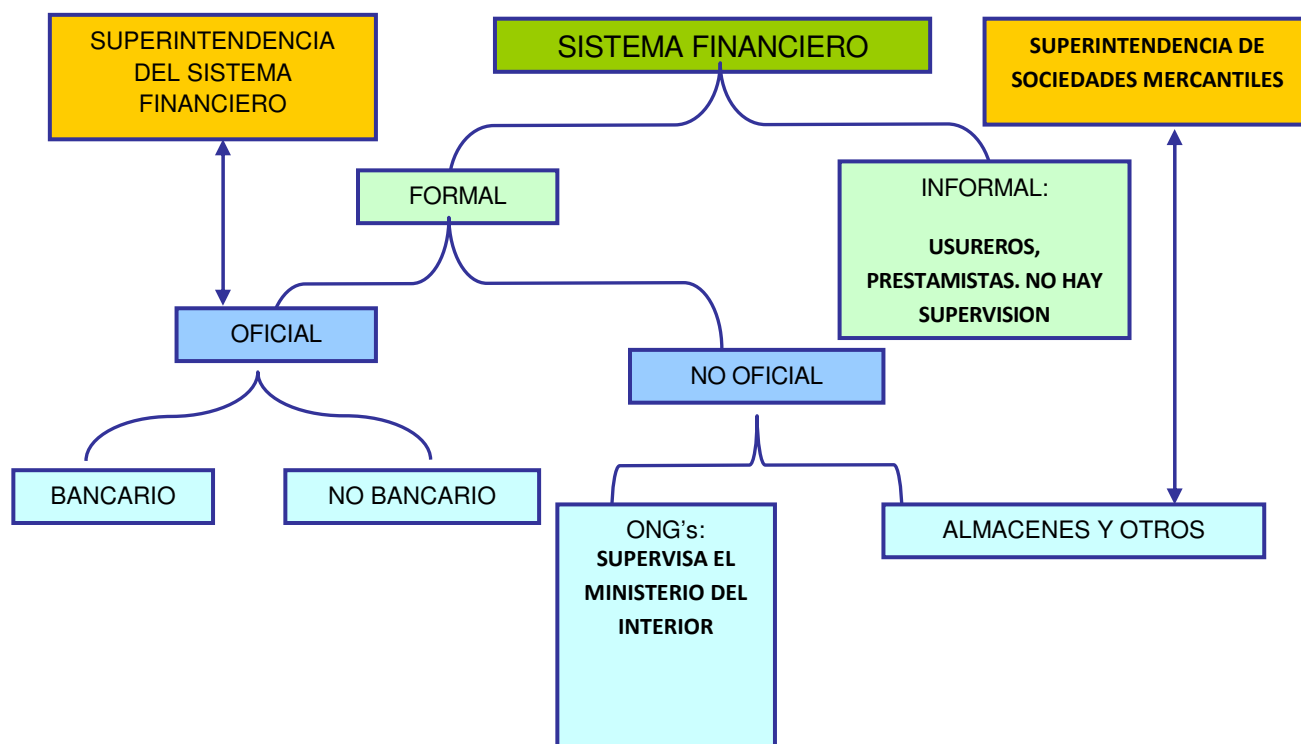 SUPERINTENDENCIA
DEL SISTEMA
FINANCIERO
SISTEMA FINANCIERO
SUPERINTENDENCIA DE
SOCIEDADES MERCANTILES
FORMAL
INFORMAL:
USUREROS,
PRESTAMISTAS. NO HAY
SUPERVISION
OFICIAL
NO OFICIAL
BANCARIO
NO BANCARIO
ONG's:
SUPERVISA EL
MINISTERIO DEL
INTERIOR
ALMACENES Y OTROS